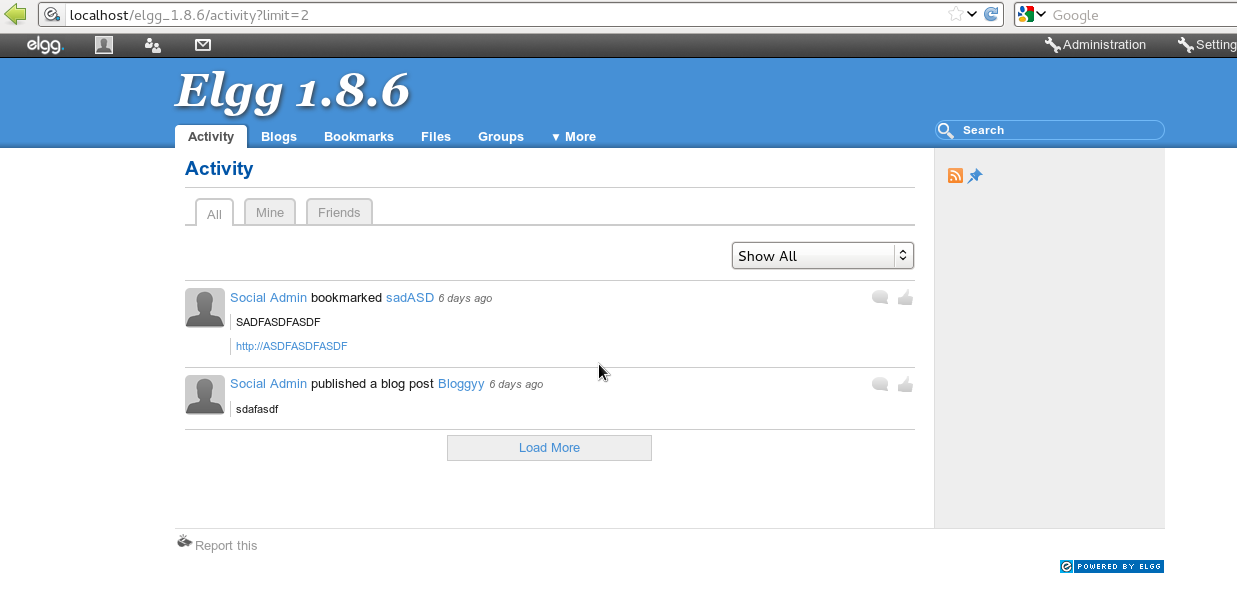 localhost/elgg_1.8.6/activity?limit=2
Google
elgg.
Administration
Setting
Elgg 1.8.6
Activity Blogs Bookmarks Files Groups ▼ More
Search
Activity
All Mine Friends
Show All
Social Admin bookmarked sadASD 6 days ago
SADFASDFASDF
http://ASDFASDFASDF
Social Admin published a blog post Bloggyy 6 days ago
sdafasdf
Load More
Report this
POWERED BY ELGG